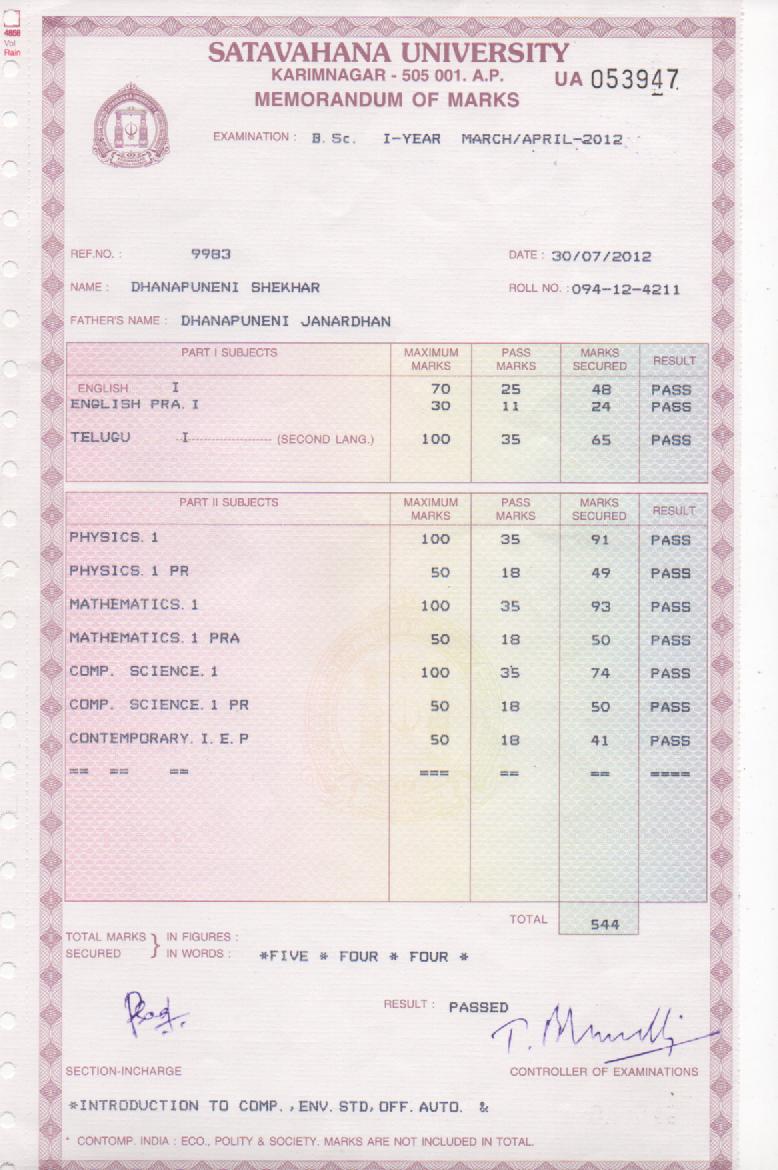 4868
Vol
Rain
SATAVAHANA UNIVERSITY
KARIMNAGAR - 505 001. A.P.
UA 053947
MEMORANDUM OF MARKS
EXAMINATION : B. Sc. I-YEAR MARCH/APRIL-2012
REF.NO. : 9983 DATE : 30/07/2012
NAME : DHANAPUNENI SHEKHAR ROLL NO. : 094-12-4211
FATHER'S NAME : DHANAPUNENI JANARDHAN
PART I SUBJECTS MAXIMUM MARKS PASS MARKS MARKS SECURED RESULT
ENGLISH I 70 25 48 PASS
ENGLISH PRA. I 30 11 24 PASS
TELUGU I (SECOND LANG.) 100 35 65 PASS
PART II SUBJECTS MAXIMUM MARKS PASS MARKS MARKS SECURED RESULT
PHYSICS. 1 100 35 91 PASS
PHYSICS. 1 PR 50 18 49 PASS
MATHEMATICS. 1 100 35 93 PASS
MATHEMATICS. 1 PRA 50 18 50 PASS
COMP. SCIENCE. 1 100 35 74 PASS
COMP. SCIENCE. 1 PR 50 18 50 PASS
CONTEMPORARY. I. E. P 50 18 41 PASS
== == == === == == ====
TOTAL 544
TOTAL MARKS SECURED } IN FIGURES :
IN WORDS : *FIVE * FOUR * FOUR *
RESULT : PASSED
SECTION-INCHARGE CONTROLLER OF EXAMINATIONS
*INTRODUCTION TO COMP. ,ENV. STD, OFF. AUTO. &
* CONTOMP. INDIA : ECO., POLITY & SOCIETY. MARKS ARE NOT INCLUDED IN TOTAL.